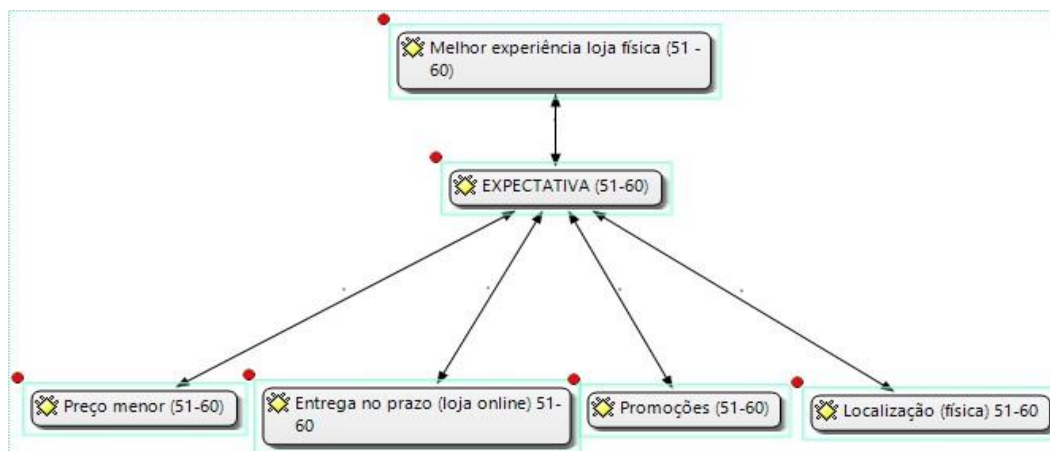 Melhor experiência loja física (51 -
60)
EXPECTATIVA (51-60)
Preço menor (51-60)
Entrega no prazo (loja online) 51-
60
Promoções (51-60)
Localização (física) 51-60